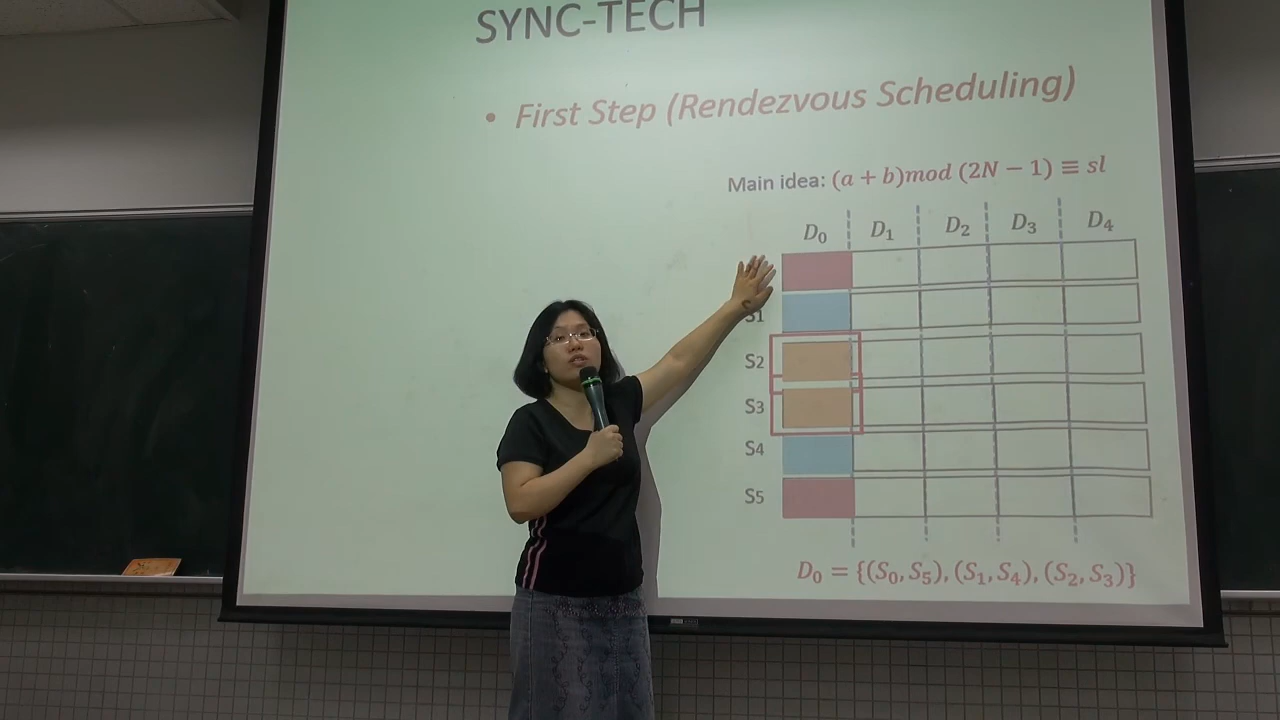 SYNC-TECH
• First Step (Rendezvous Scheduling)
Main idea: (a + b)mod (2N − 1) ≡ sl
D₀ D₁ D₂ D₃ D₄
S1
S2
S3
S4
S5
D₀ = {(S₀, S₅), (S₁, S₄), (S₂, S₃)}